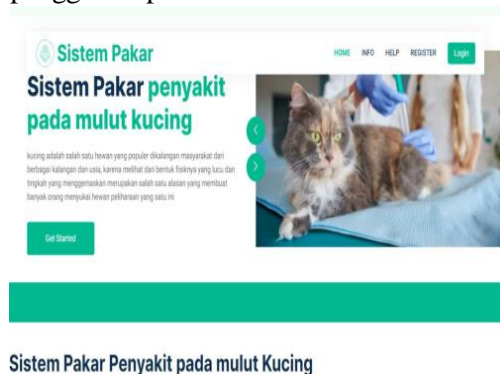 Sistem Pakar
HOME INFO HELP REGISTER Login
Sistem Pakar penyakit
pada mulut kucing
kucing adalah salah satu hewan yang populer dikalangan masyarakat dari
berbagai kalangan dan usia, karena melihat dari bentuk fisiknya yang lucu dan
tingkah yang menggemaskan merupakan salah satu alasan yang membuat
banyak orang menyukai hewan peliharaan yang satu ini
Get Started
Sistem Pakar Penyakit pada mulut Kucing